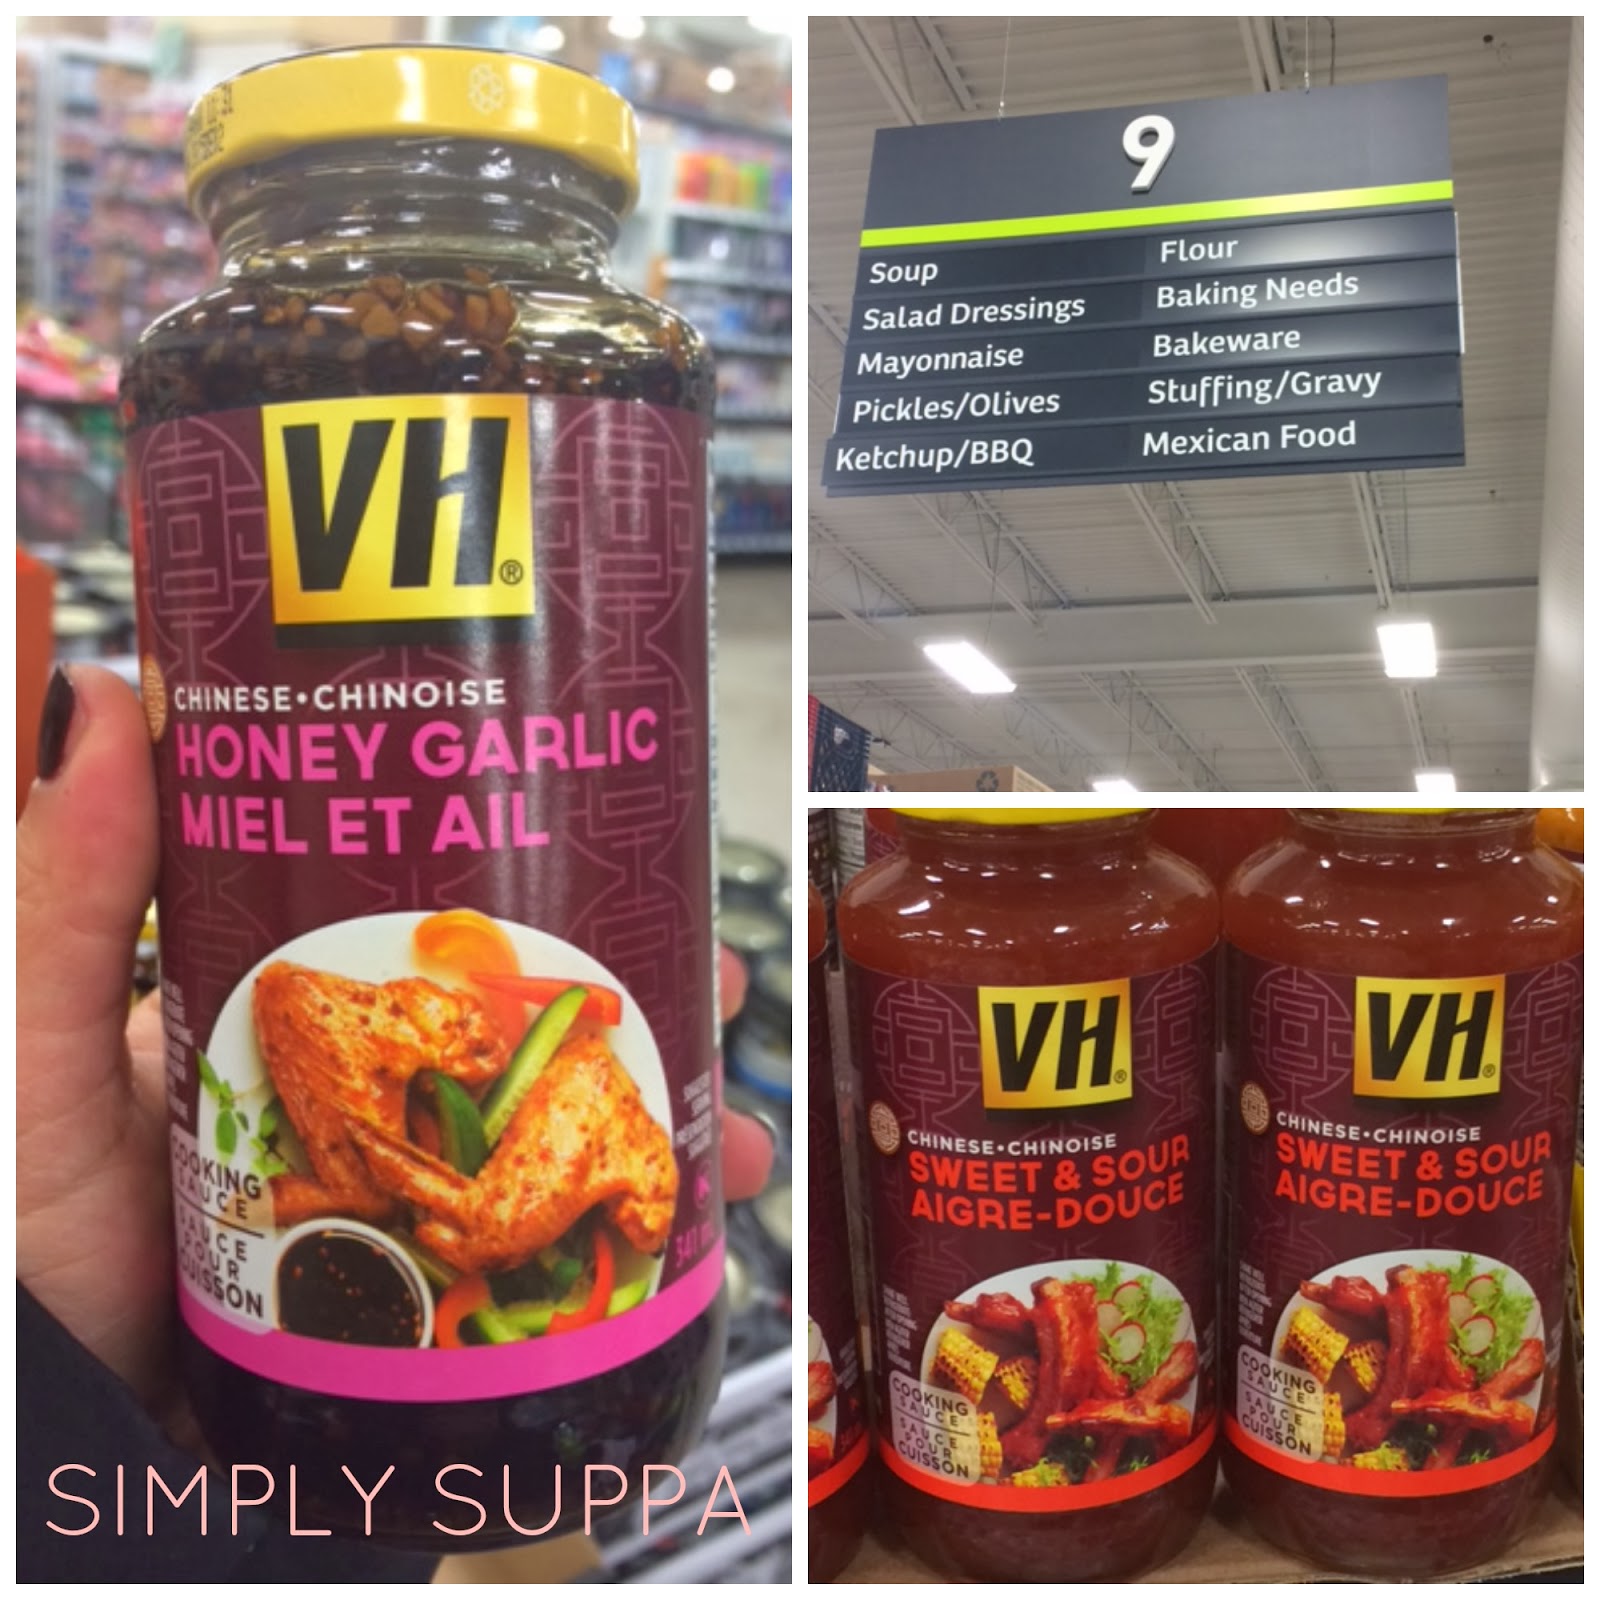 VH®
CHINESE•CHINOISE
HONEY GARLIC
MIEL ET AIL
COOKING
SAUCE
SAUCE
POUR
CUISSON
341
SIMPLY SUPPA
9
Soup
Flour
Salad Dressings
Baking Needs
Mayonnaise
Bakeware
Pickles/Olives
Stuffing/Gravy
Ketchup/BBQ
Mexican Food
VH®
CHINESE•CHINOISE
SWEET & SOUR
AIGRE-DOUCE
COOKING
SAUCE
SAUCE
POUR
CUISSON
VH®
CHINESE•CHINOISE
SWEET & SOUR
AIGRE-DOUCE
COOKING
SAUCE
SAUCE
POUR
CUISSON